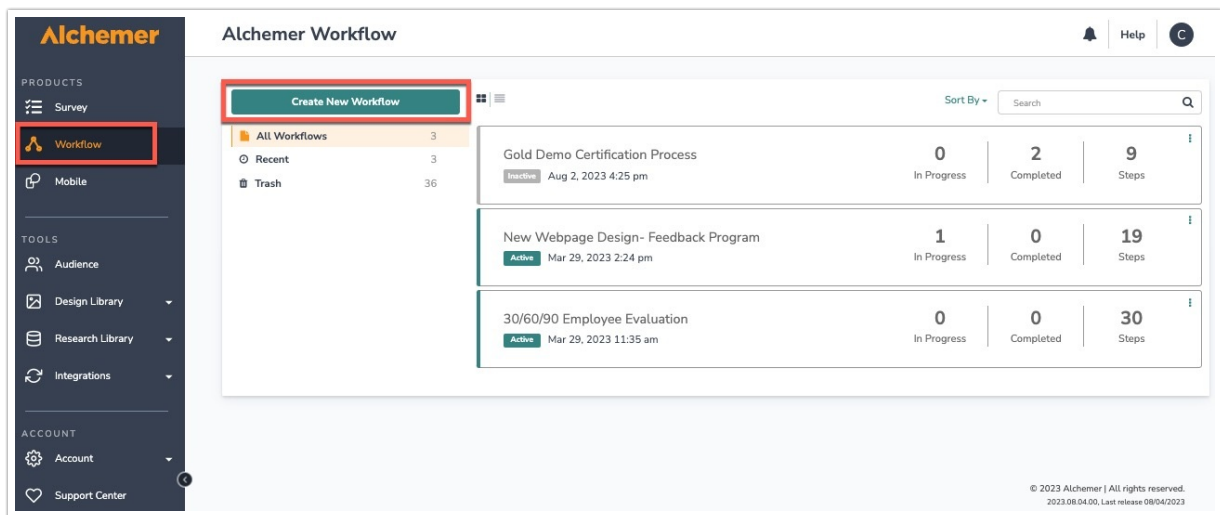 Alchemer
PRODUCTS
Survey
Workflow
Mobile
TOOLS
Audience
Design Library
Research Library
Integrations
ACCOUNT
Account
Support Center
Alchemer Workflow
Help
C
Create New Workflow
All Workflows 3
Recent 3
Trash 36
Sort By
Search
Gold Demo Certification Process
Inactive Aug 2, 2023 4:25 pm
0 2 9
In Progress Completed Steps
New Webpage Design- Feedback Program
Active Mar 29, 2023 2:24 pm
1 0 19
In Progress Completed Steps
30/60/90 Employee Evaluation
Active Mar 29, 2023 11:35 am
0 0 30
In Progress Completed Steps
© 2023 Alchemer | All rights reserved.
2023.08.04.00, Last release 08/04/2023